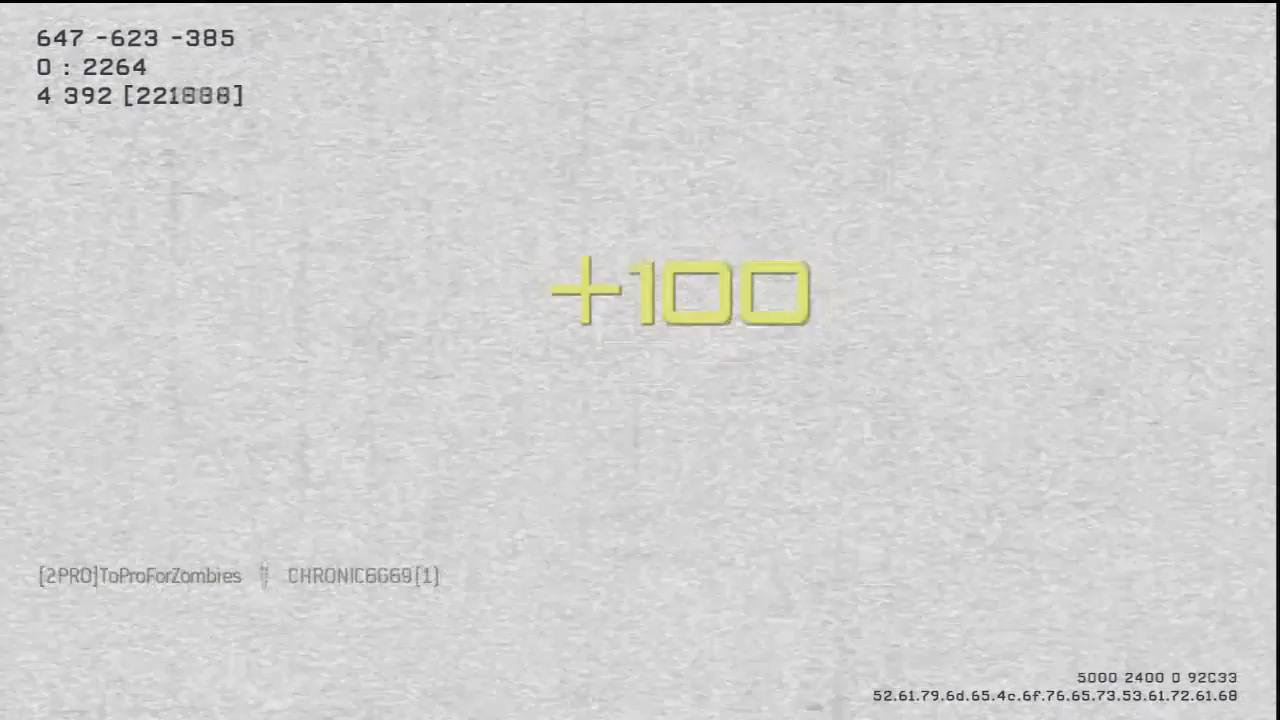 647 -623 -385
0 : 2264
4 392 [221888]
+100
[2PRO]ToProForZombies CHRONIC6669[1]
5000 2400 0 92C33
52.61.79.6d.65.4c.6f.76.65.73.53.61.72.61.68